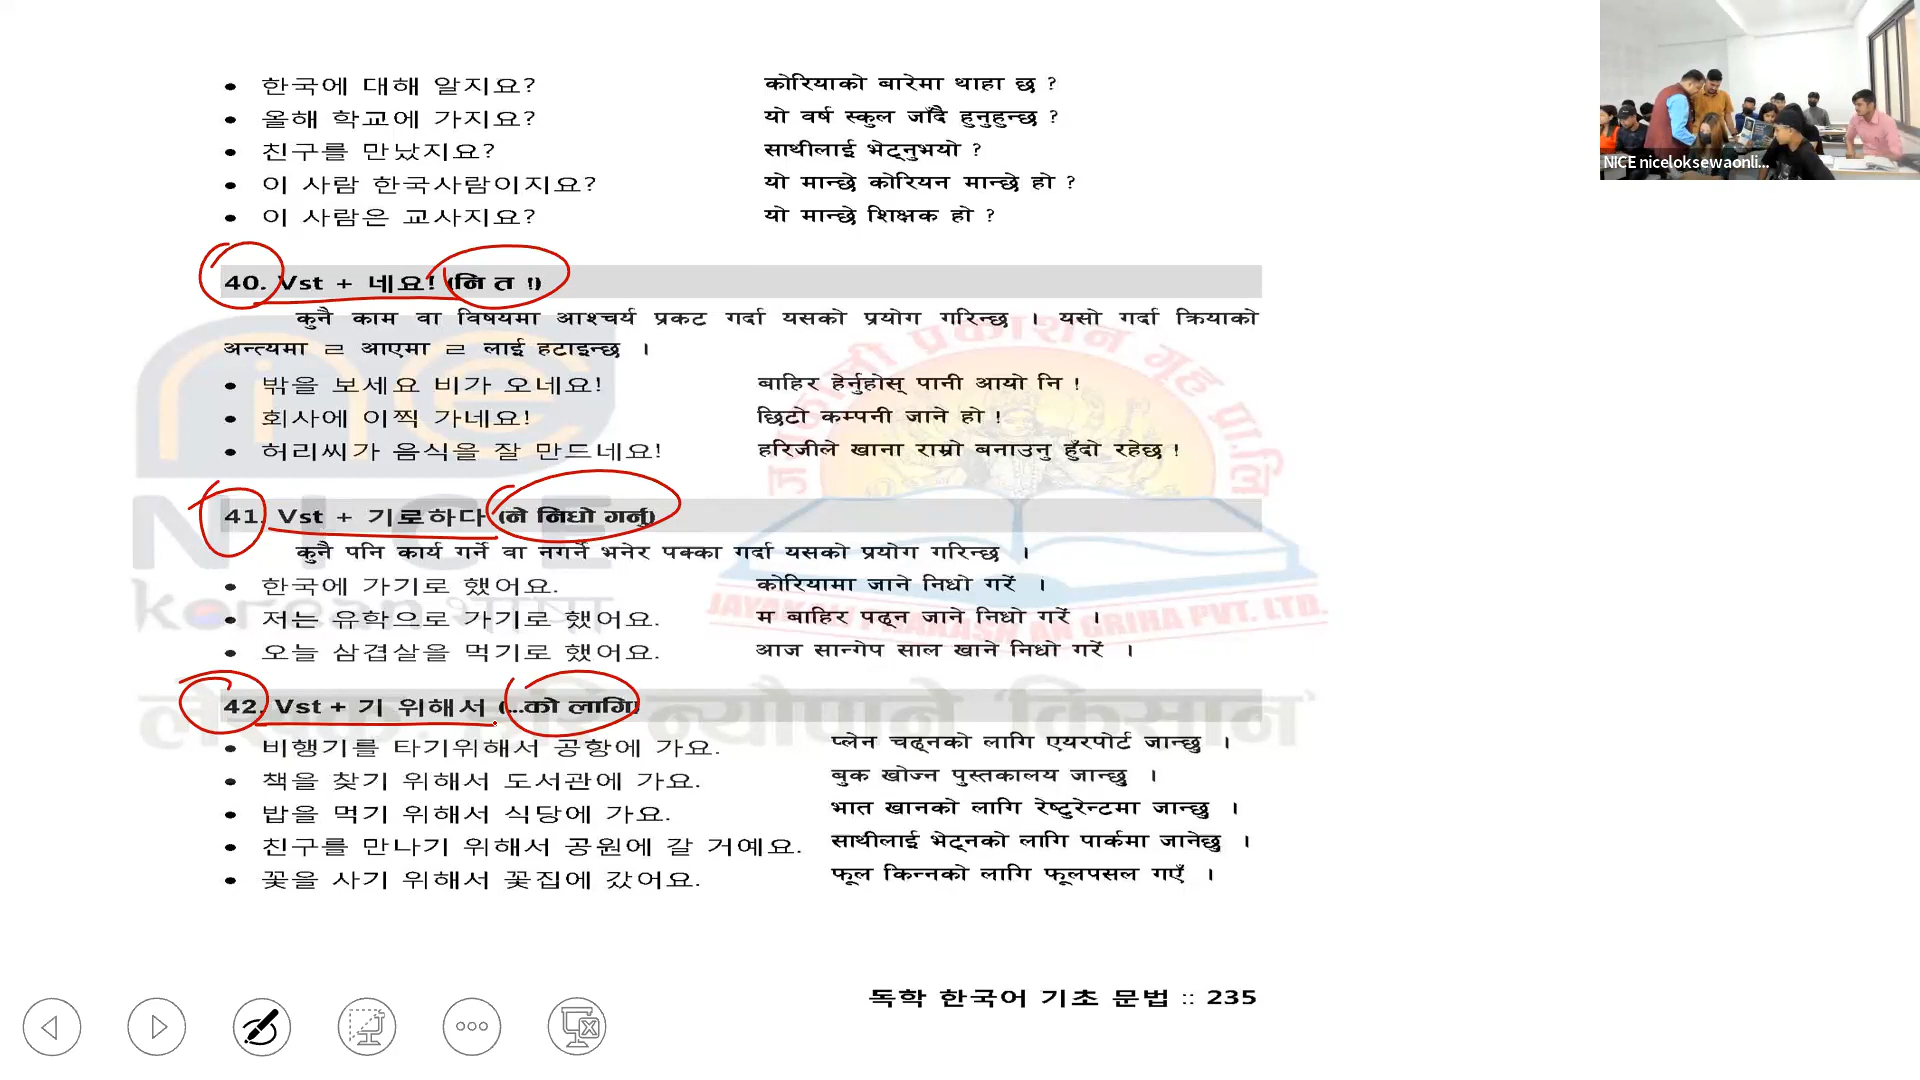 NICE niceloksewaonli...
• 한국에 대해 알지요? कोरियाको बारेमा थाहा छ ?
• 올해 학교에 가지요? यो वर्ष स्कुल जाँदै हुनुहुन्छ ?
• 친구를 만났지요? साथीलाई भेट्नुभयो ?
• 이 사람 한국사람이지요? यो मान्छे कोरियन मान्छे हो ?
• 이 사람은 교사지요? यो मान्छे शिक्षक हो ?
40. Vst + 네요! (नि त !)
कुनै काम वा विषयमा आश्चर्य प्रकट गर्दा यसको प्रयोग गरिन्छ । यसो गर्दा क्रियाको
अन्त्यमा ㄹ आएमा ㄹ लाई हटाइन्छ ।
• 밖을 보세요 비가 오네요! बाहिर हेर्नुहोस् पानी आयो नि !
• 회사에 이찍 가네요! छिटो कम्पनी जाने हो !
• 허리씨가 음식을 잘 만드네요! हरिजीले खाना राम्रो बनाउनु हुँदो रहेछ !
41. Vst + 기로하다 (ने निधो गर्नु)
कुनै पनि कार्य गर्ने वा नगर्ने भनेर पक्का गर्दा यसको प्रयोग गरिन्छ ।
• 한국에 가기로 했어요. कोरियामा जाने निधो गरें ।
• 저는 유학으로 가기로 했어요. म बाहिर पढ्न जाने निधो गरें ।
• 오늘 삼겹살을 먹기로 했어요. आज सान्गेप साल खाने निधो गरें ।
42. Vst + 기 위해서 (...को लागि)
• 비행기를 타기위해서 공항에 가요. प्लेन चढ्नको लागि एयरपोर्ट जान्छु ।
• 책을 찾기 위해서 도서관에 가요. बुक खोज्न पुस्तकालय जान्छु ।
• 밥을 먹기 위해서 식당에 가요. भात खानको लागि रेष्टुरेन्टमा जान्छु ।
• 친구를 만나기 위해서 공원에 갈 거예요. साथीलाई भेट्नको लागि पार्कमा जानेछु ।
• 꽃을 사기 위해서 꽃집에 갔어요. फूल किन्नको लागि फूलपसल गएँ ।
NICE
korean भाषा
जयकाली प्रकाशन गृह प्रा.लि
JAYAKALI PRAKASHAN GRIHA PVT. LTD.
लेखक: हरि न्यौपाने 'किसान'
독학 한국어 기초 문법 :: 235